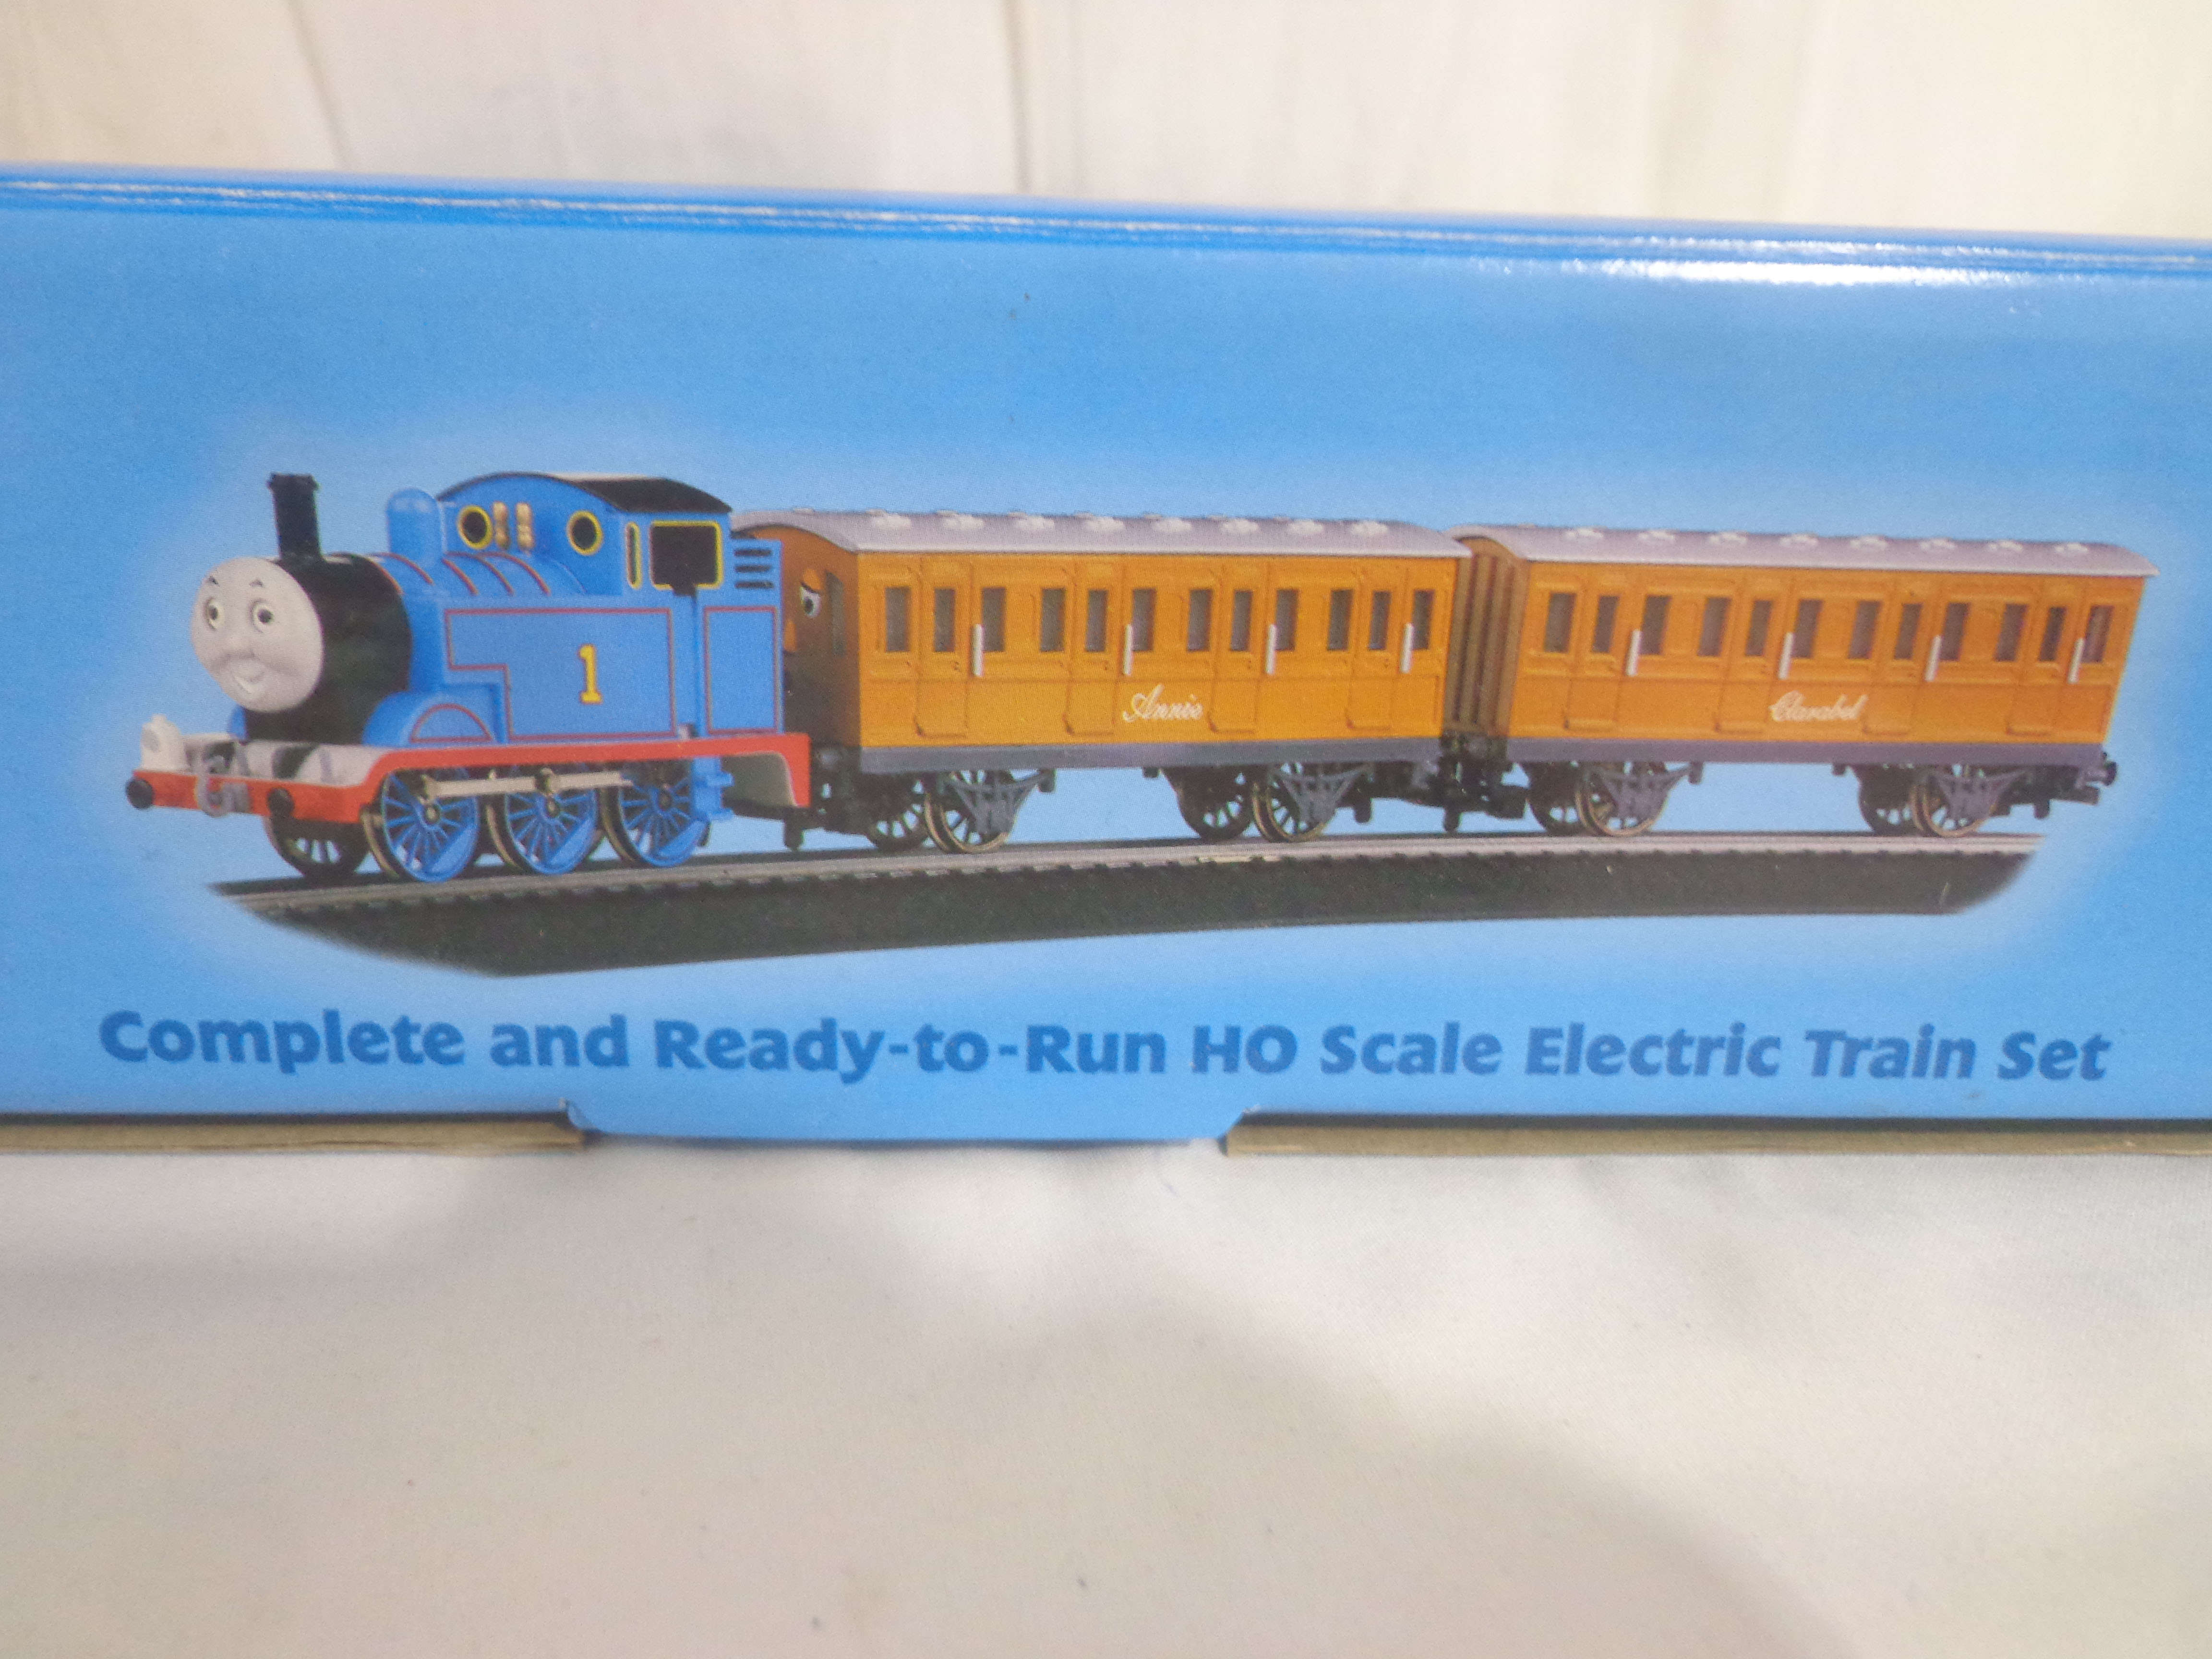 1
Annie
Clarabel
Complete and Ready-to-Run HO Scale Electric Train Set